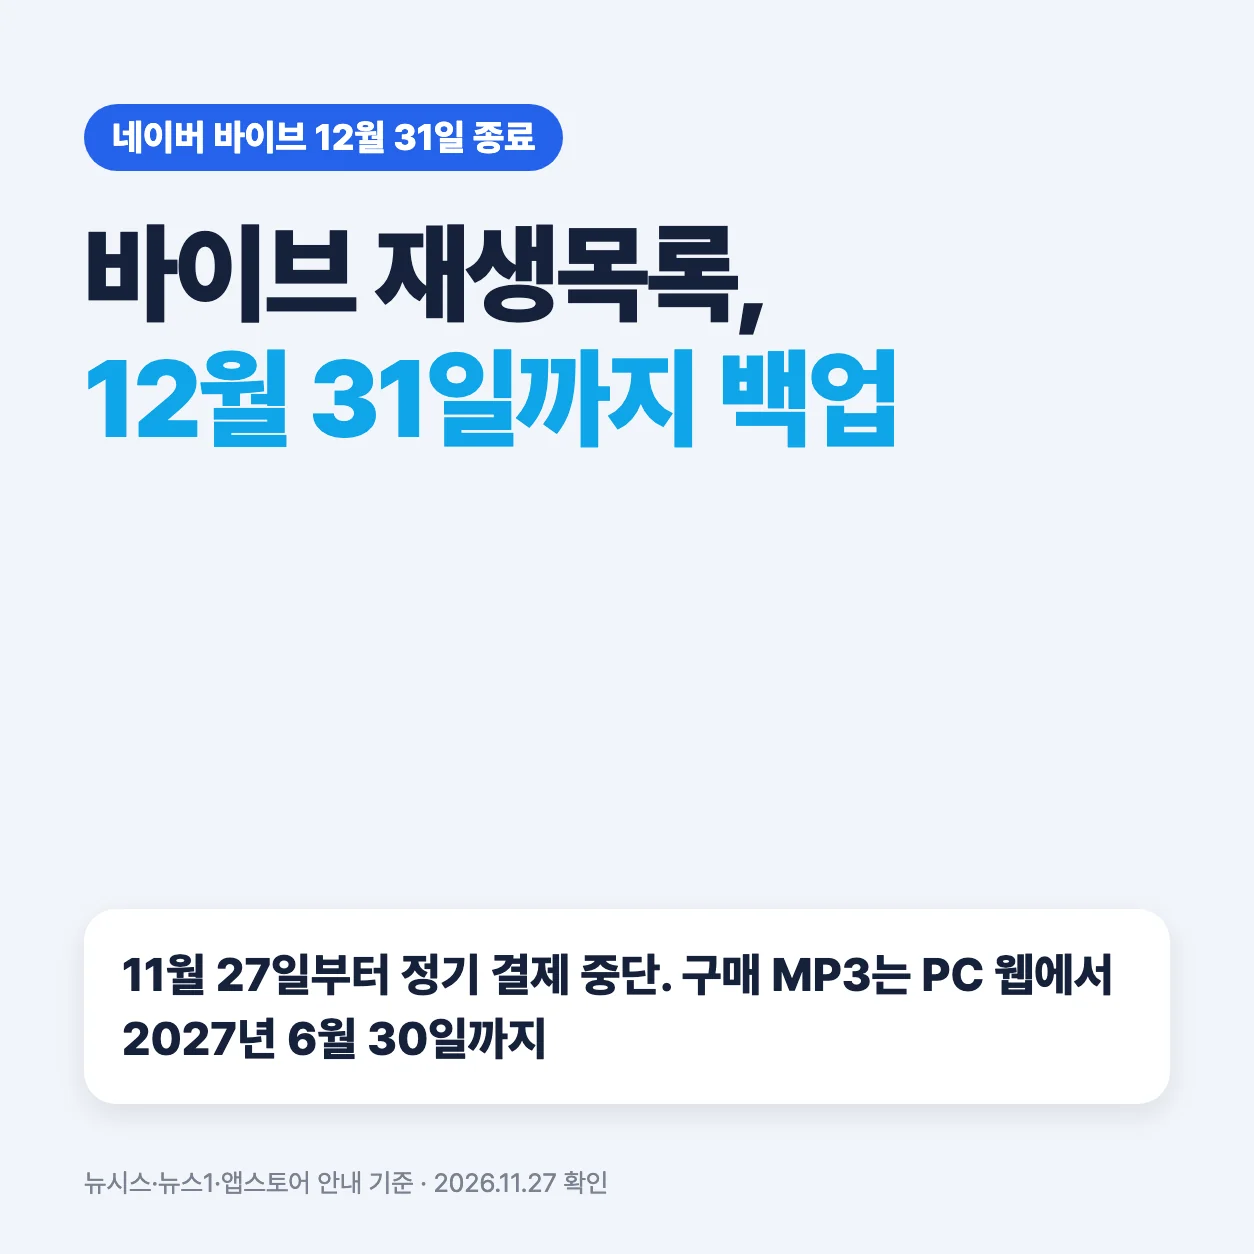 네이버 바이브 12월 31일 종료
바이브 재생목록,
12월 31일까지 백업
11월 27일부터 정기 결제 중단. 구매 MP3는 PC 웹에서
2027년 6월 30일까지
뉴시스·뉴스1·앱스토어 안내 기준 · 2026.11.27 확인